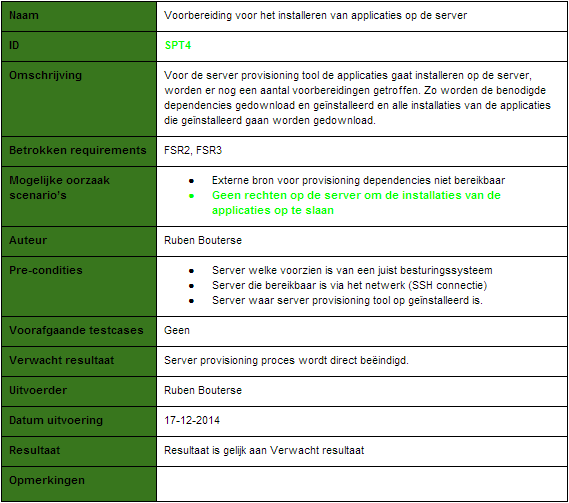 Naam
Voorbereiding voor het installeren van applicaties op de server
ID
SPT4
Omschrijving
Voor de server provisioning tool de applicaties gaat installeren op de server,
worden er nog een aantal voorbereidingen getroffen. Zo worden de benodigde
dependencies gedownload en geïnstalleerd en alle installaties van de applicaties
die geïnstalleerd gaan worden gedownload.
Betrokken requirements
FSR2, FSR3
Mogelijke oorzaak
scenario's
● Externe bron voor provisioning dependencies niet bereikbaar
● Geen rechten op de server om de installaties van de
applicaties op te slaan
Auteur
Ruben Bouterse
Pre-condities
● Server welke voorzien is van een juist besturingssysteem
● Server die bereikbaar is via het netwerk (SSH connectie)
● Server waar server provisioning tool op geïnstalleerd is.
Voorafgaande testcases
Geen
Verwacht resultaat
Server provisioning proces wordt direct beëindigd.
Uitvoerder
Ruben Bouterse
Datum uitvoering
17-12-2014
Resultaat
Resultaat is gelijk aan Verwacht resultaat
Opmerkingen